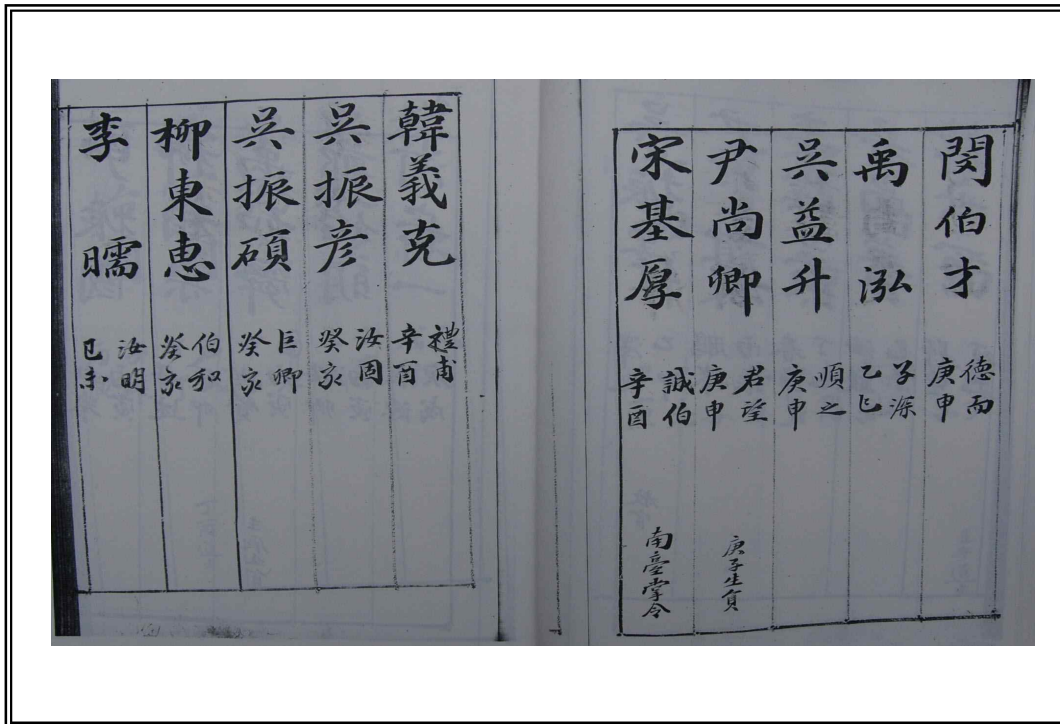 閔伯才
德而
庚申
禹泓
子源
乙巳
吳益升
順之
庚申
尹尚卿
君望
庚申
庚子生員
宋基厚
誠伯
辛酉
南臺掌令
韓義克
禮甫
辛酉
吳振彦
汝固
癸亥
吳振碩
巨卿
癸亥
柳東惠
伯和
癸亥
李曘
汝明
己未